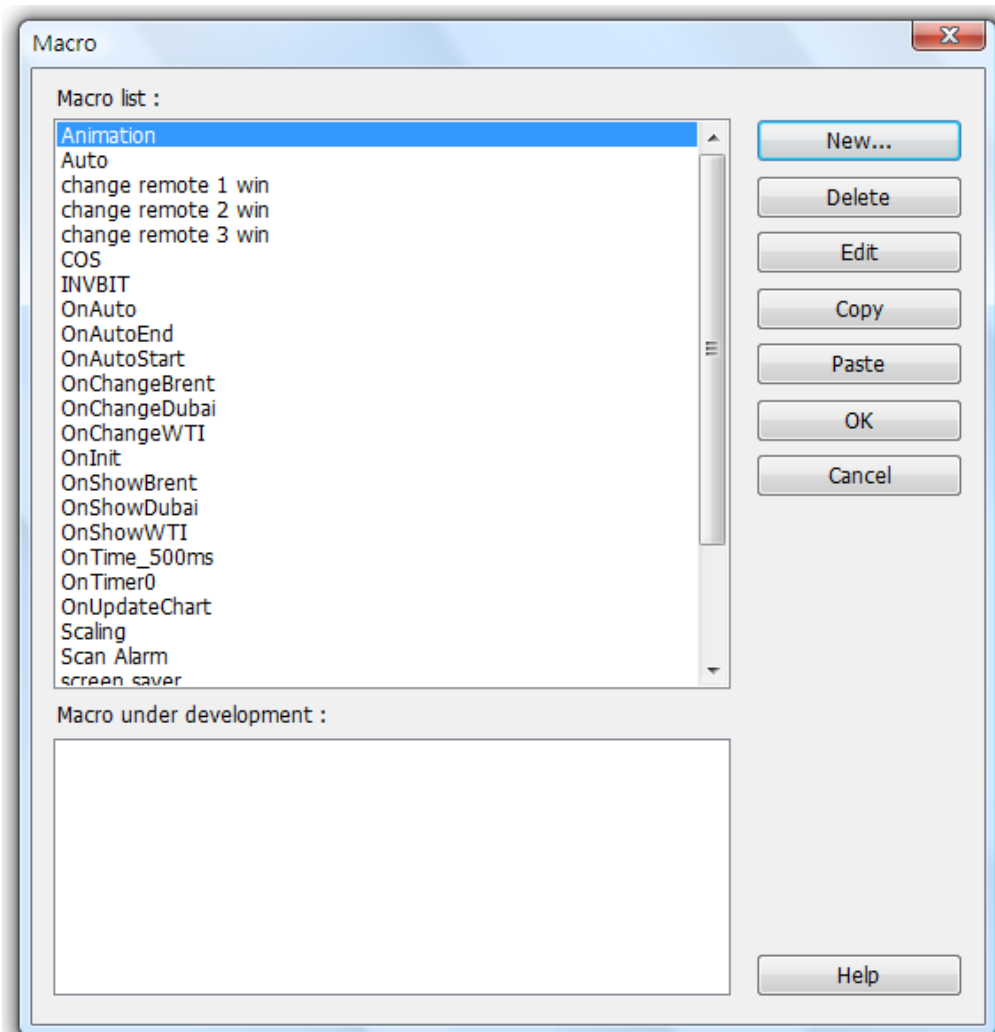 Macro
Macro list :
Animation
Auto
change remote 1 win
change remote 2 win
change remote 3 win
COS
INVBIT
OnAuto
OnAutoEnd
OnAutoStart
OnChangeBrent
OnChangeDubai
OnChangeWTI
OnInit
OnShowBrent
OnShowDubai
OnShowWTI
OnTime_500ms
OnTimer0
OnUpdateChart
Scaling
Scan Alarm
screen saver
New...
Delete
Edit
Copy
Paste
OK
Cancel
Macro under development :
Help